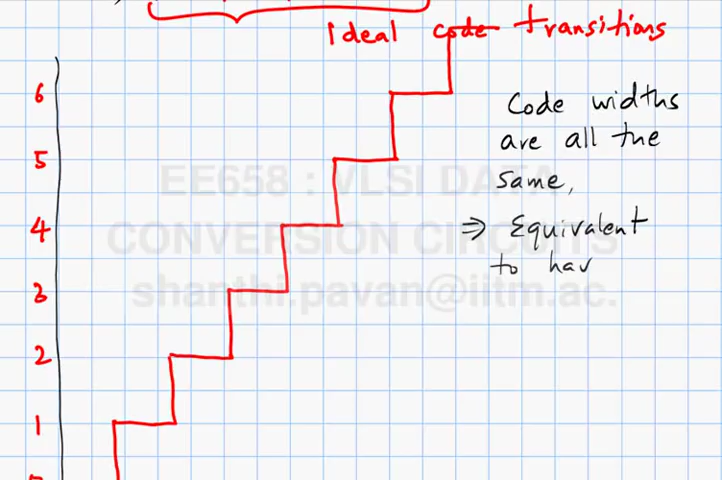 Ideal code transitions
6
Code widths
are all the
5
same,
4
⇒ Equivalent
to hav
3
2
1
EE658 : VLSI DATA
CONVERSION CIRCUITS
shanthi.pavan@iitm.ac.